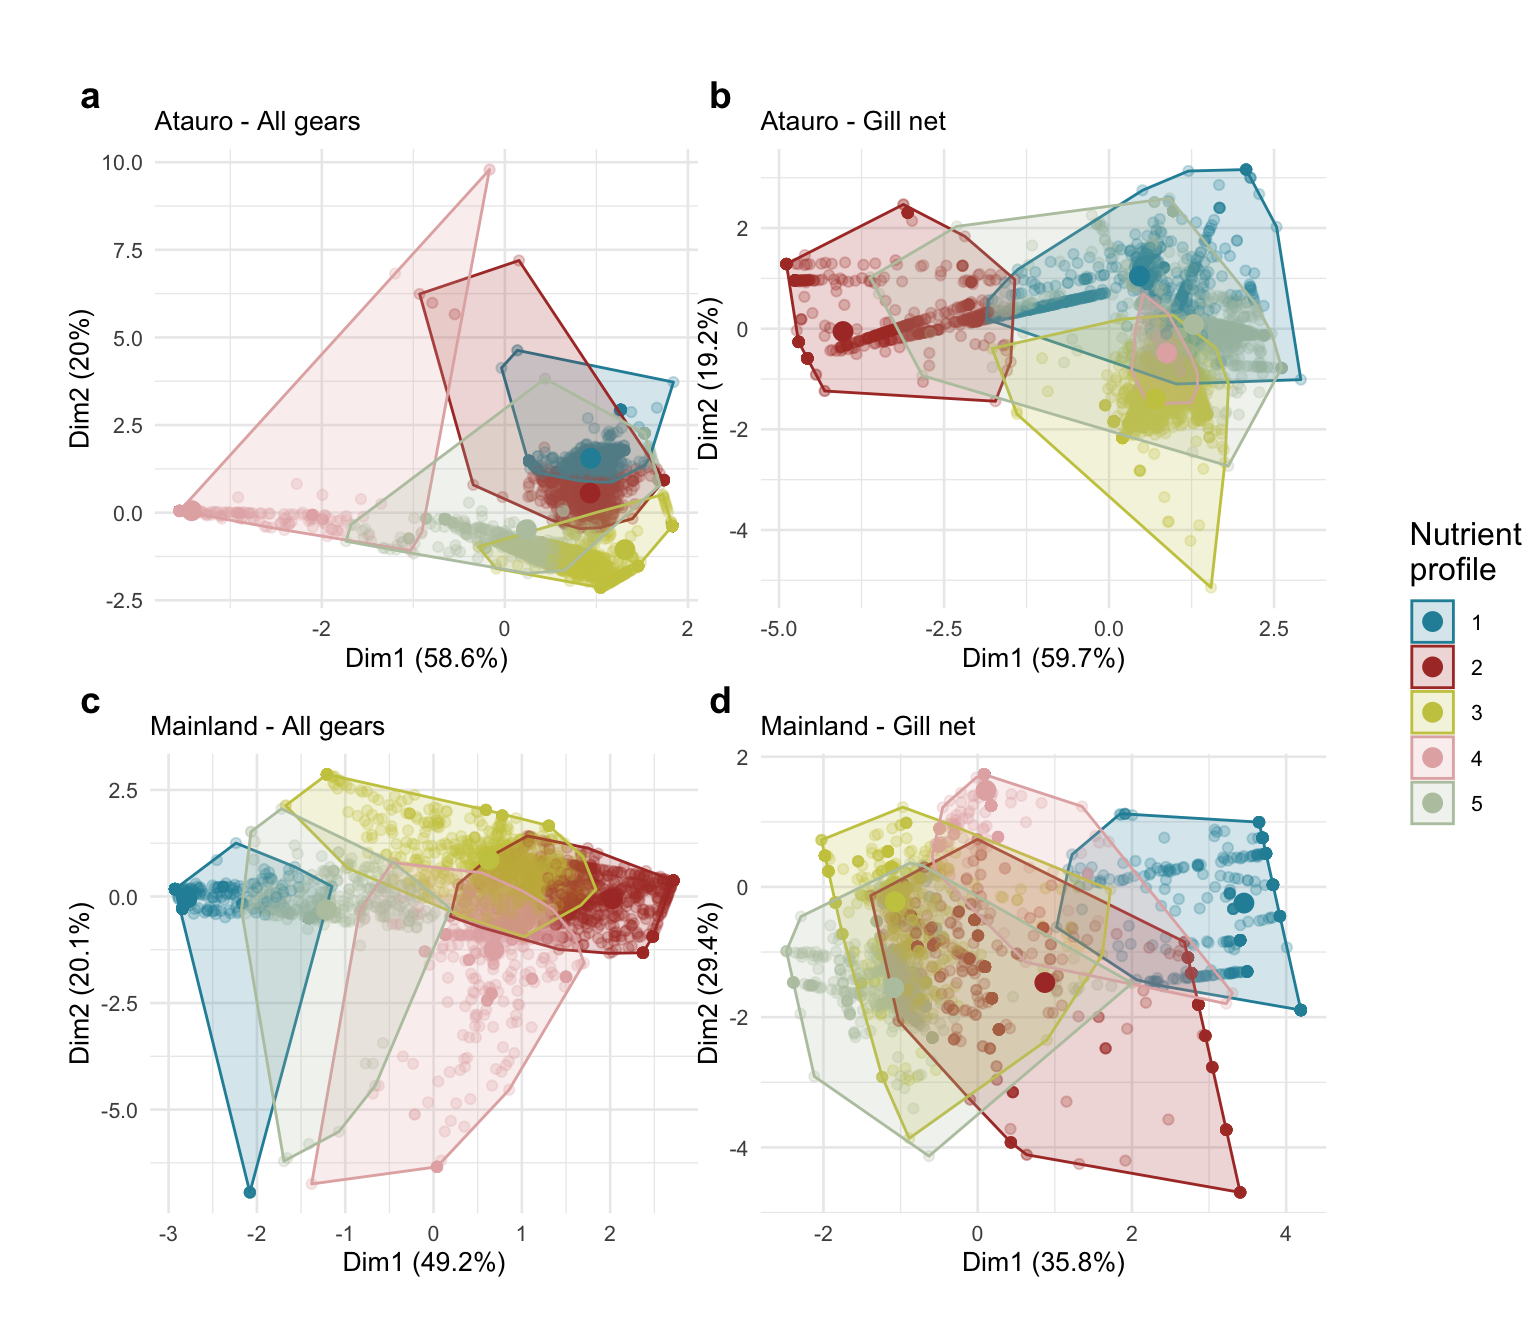 a
Atauro - All gears
10.0
7.5
5.0
2.5
0.0
-2.5
Dim2 (20%)
-2
0
2
Dim1 (58.6%)
b
Atauro - Gill net
2
0
-2
-4
Dim2 (19.2%)
-5.0
-2.5
0.0
2.5
Dim1 (59.7%)
c
Mainland - All gears
2.5
0.0
-2.5
-5.0
Dim2 (20.1%)
-3
-2
-1
0
1
2
Dim1 (49.2%)
d
Mainland - Gill net
2
0
-2
-4
Dim2 (29.4%)
-2
0
2
4
Dim1 (35.8%)
Nutrient
profile
1
2
3
4
5